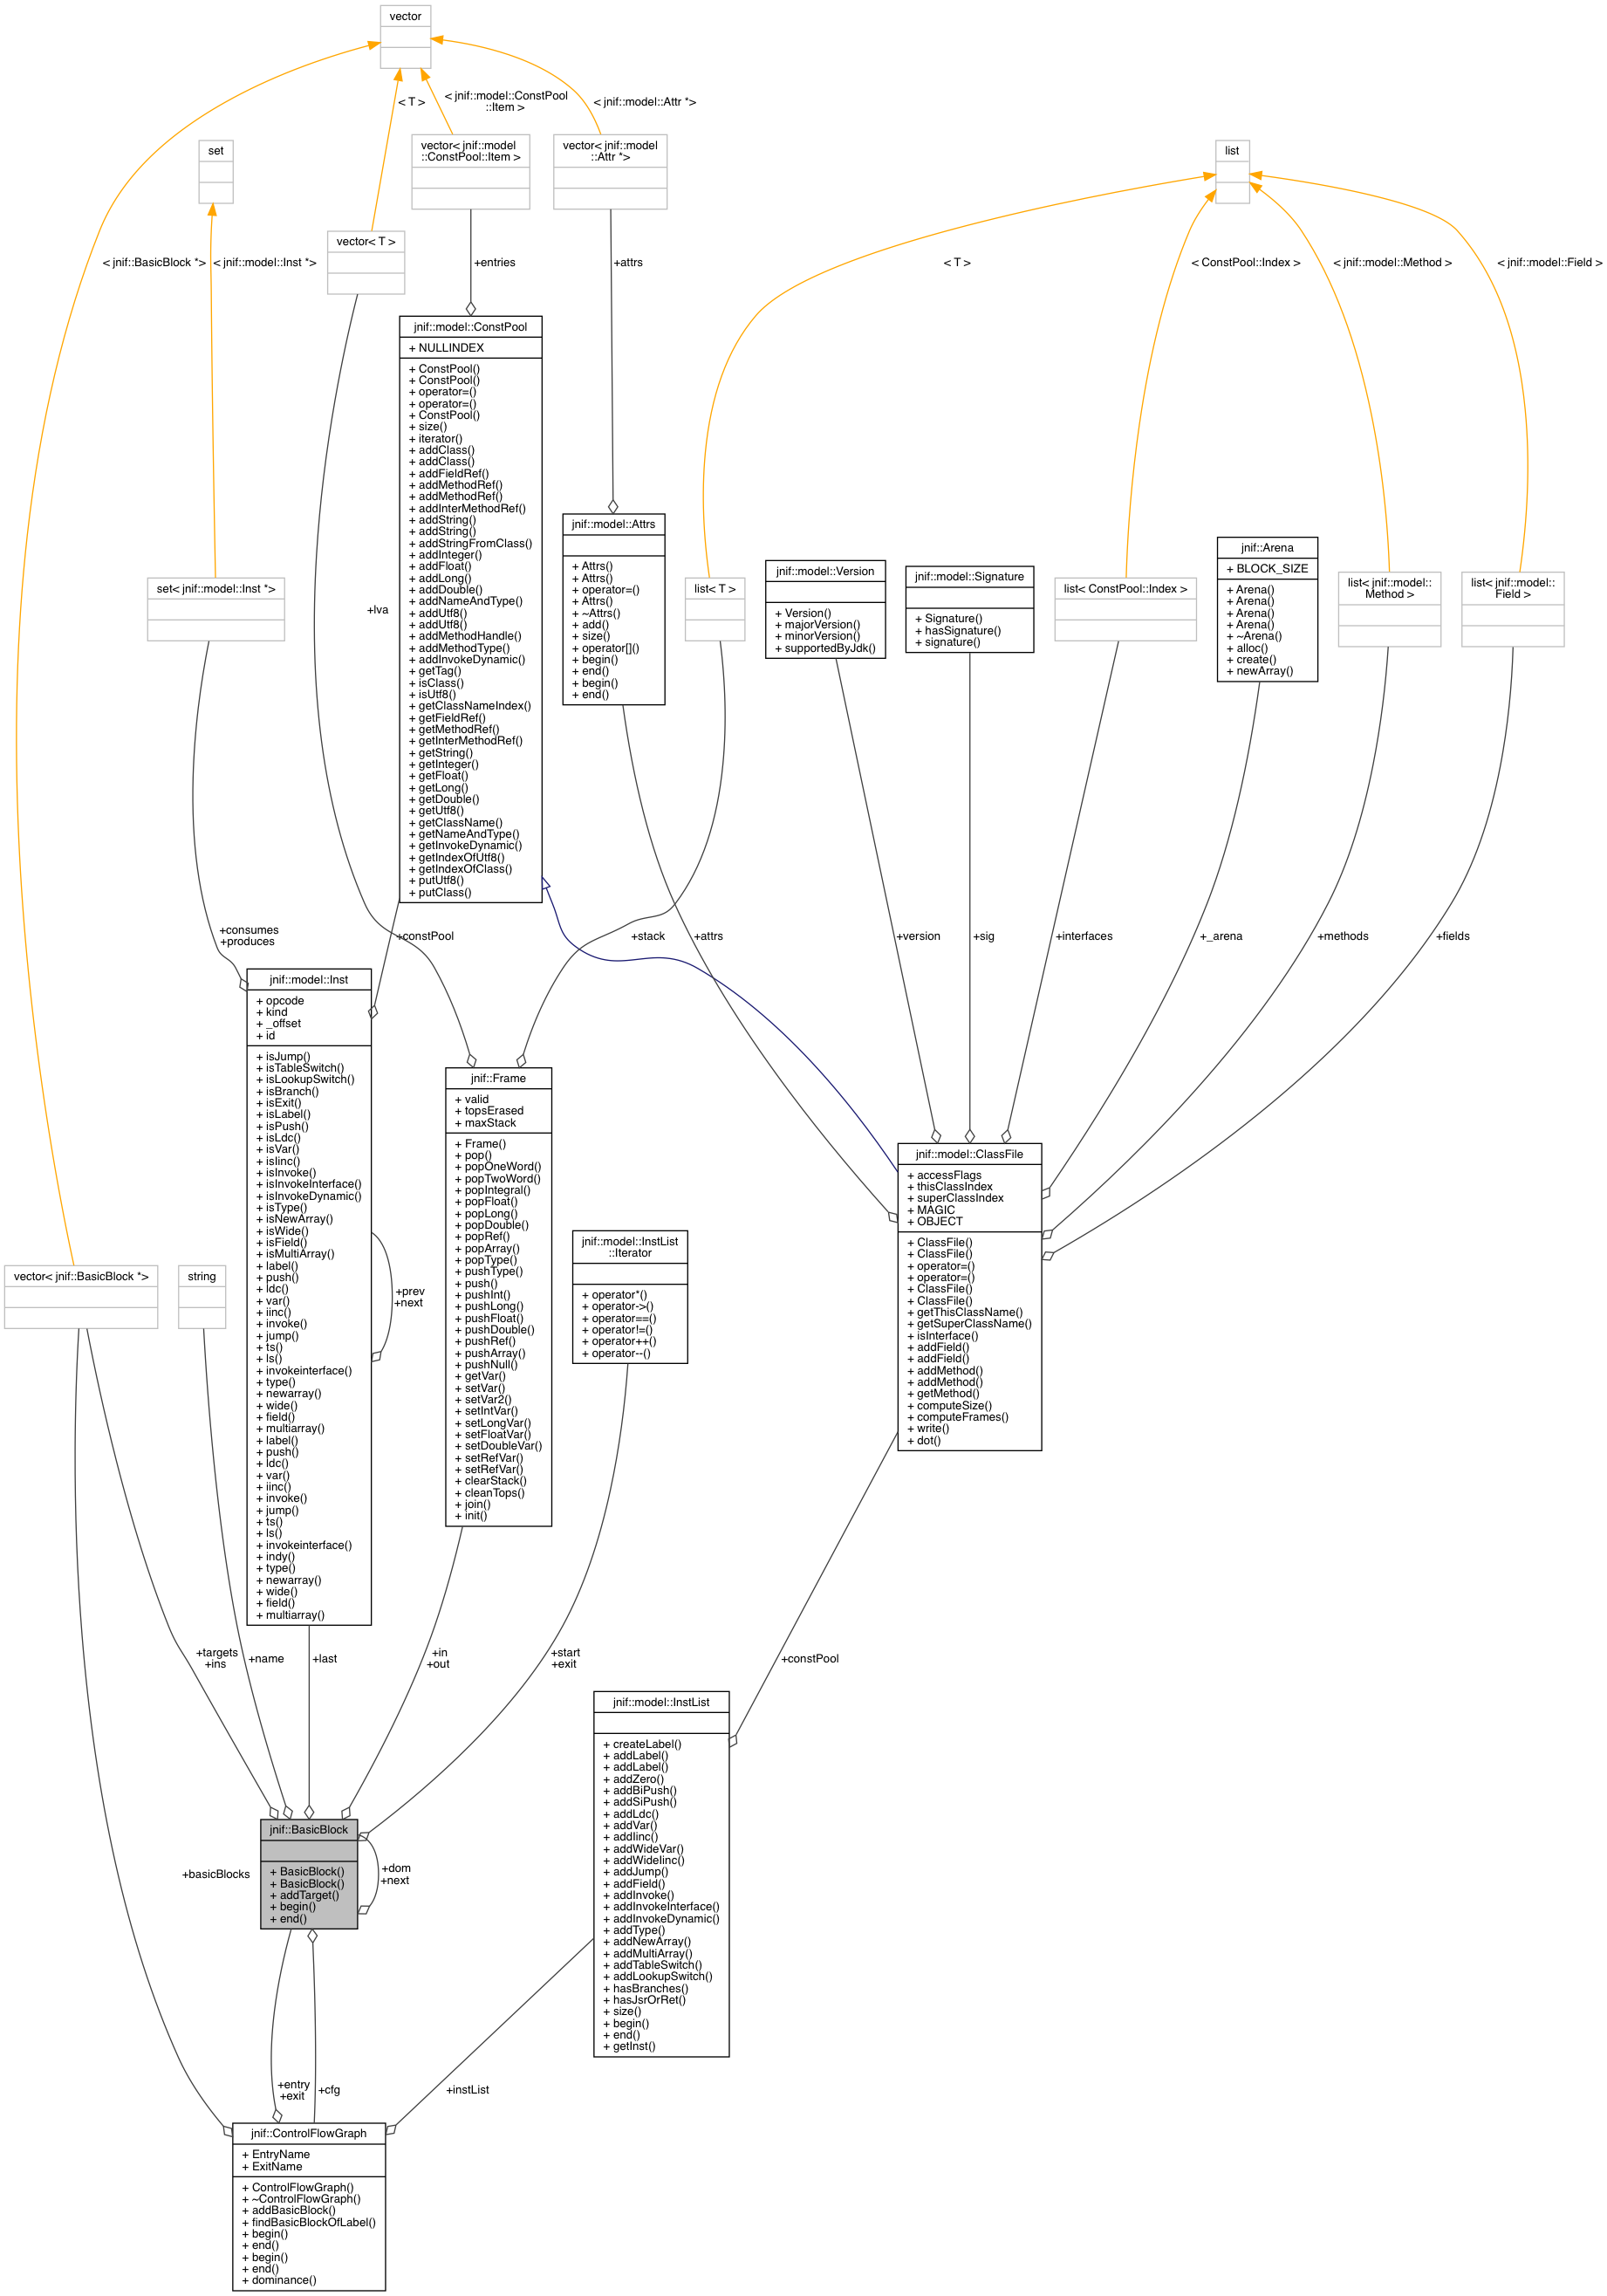 vector
< T >
< jnif::model::ConstPool
::Item >
< jnif::model::Attr *>
set
vector< jnif::model
::ConstPool::Item >
vector< jnif::model
::Attr *>
list
vector< T >
< jnif::BasicBlock *>
< jnif::model::Inst *>
+entries
+attrs
< T >
< ConstPool::Index >
< jnif::model::Method >
< jnif::model::Field >
jnif::model::ConstPool
+ NULLINDEX
+ ConstPool()
+ ConstPool()
+ operator=()
+ operator=()
+ ConstPool()
+ size()
+ iterator()
+ addClass()
+ addClass()
+ addFieldRef()
+ addMethodRef()
+ addMethodRef()
+ addInterMethodRef()
+ addString()
+ addString()
+ addStringFromClass()
+ addInteger()
+ addFloat()
+ addLong()
+ addDouble()
+ addNameAndType()
+ addUtf8()
+ addUtf8()
+ addMethodHandle()
+ addMethodType()
+ addInvokeDynamic()
+ getTag()
+ isClass()
+ isUtf8()
+ getClassNameIndex()
+ getFieldRef()
+ getMethodRef()
+ getInterMethodRef()
+ getString()
+ getInteger()
+ getFloat()
+ getLong()
+ getDouble()
+ getUtf8()
+ getClassName()
+ getNameAndType()
+ getInvokeDynamic()
+ getIndexOfUtf8()
+ getIndexOfClass()
+ putUtf8()
+ putClass()
jnif::model::Attrs
+ Attrs()
+ Attrs()
+ operator=()
+ Attrs()
+ ~Attrs()
+ add()
+ size()
+ operator[]()
+ begin()
+ end()
+ begin()
+ end()
set< jnif::model::Inst *>
+lva
list< T >
jnif::model::Version
+ Version()
+ majorVersion()
+ minorVersion()
+ supportedByJdk()
jnif::model::Signature
+ Signature()
+ hasSignature()
+ signature()
list< ConstPool::Index >
jnif::Arena
+ BLOCK_SIZE
+ Arena()
+ Arena()
+ Arena()
+ Arena()
+ ~Arena()
+ alloc()
+ create()
+ newArray()
list< jnif::model::
Method >
list< jnif::model::
Field >
+consumes
+produces
+constPool
+stack
+attrs
+version
+sig
+interfaces
+_arena
+methods
+fields
jnif::model::Inst
+ opcode
+ kind
+ _offset
+ id
+ isJump()
+ isTableSwitch()
+ isLookupSwitch()
+ isBranch()
+ isExit()
+ isLabel()
+ isPush()
+ isLdc()
+ isVar()
+ isIinc()
+ isInvoke()
+ isInvokeInterface()
+ isInvokeDynamic()
+ isType()
+ isNewArray()
+ isWide()
+ isField()
+ isMultiArray()
+ label()
+ push()
+ ldc()
+ var()
+ iinc()
+ invoke()
+ jump()
+ ts()
+ ls()
+ invokeinterface()
+ type()
+ newarray()
+ wide()
+ field()
+ multiarray()
+ label()
+ push()
+ ldc()
+ var()
+ iinc()
+ invoke()
+ jump()
+ ts()
+ ls()
+ invokeinterface()
+ indy()
+ type()
+ newarray()
+ wide()
+ field()
+ multiarray()
+prev
+next
jnif::Frame
+ valid
+ topsErased
+ maxStack
+ Frame()
+ pop()
+ popOneWord()
+ popTwoWord()
+ popIntegral()
+ popFloat()
+ popLong()
+ popDouble()
+ popRef()
+ popArray()
+ popType()
+ pushType()
+ push()
+ pushInt()
+ pushLong()
+ pushFloat()
+ pushDouble()
+ pushRef()
+ pushArray()
+ pushNull()
+ getVar()
+ setVar()
+ setVar2()
+ setIntVar()
+ setLongVar()
+ setFloatVar()
+ setDoubleVar()
+ setRefVar()
+ setRefVar()
+ clearStack()
+ cleanTops()
+ join()
+ init()
jnif::model::ClassFile
+ accessFlags
+ thisClassIndex
+ superClassIndex
+ MAGIC
+ OBJECT
+ ClassFile()
+ ClassFile()
+ operator=()
+ operator=()
+ ClassFile()
+ ClassFile()
+ getThisClassName()
+ getSuperClassName()
+ isInterface()
+ addField()
+ addField()
+ addMethod()
+ addMethod()
+ getMethod()
+ computeSize()
+ computeFrames()
+ write()
+ dot()
jnif::model::InstList
::Iterator
+ operator*()
+ operator->()
+ operator==()
+ operator!=()
+ operator++()
+ operator--()
vector< jnif::BasicBlock *>
string
+targets
+ins
+name
+last
+in
+out
+start
+exit
+constPool
jnif::model::InstList
+ createLabel()
+ addLabel()
+ addLabel()
+ addZero()
+ addBiPush()
+ addSiPush()
+ addLdc()
+ addVar()
+ addIinc()
+ addWideVar()
+ addWideIinc()
+ addJump()
+ addField()
+ addInvoke()
+ addInvokeInterface()
+ addInvokeDynamic()
+ addType()
+ addNewArray()
+ addMultiArray()
+ addTableSwitch()
+ addLookupSwitch()
+ hasBranches()
+ hasJsrOrRet()
+ size()
+ begin()
+ end()
+ getInst()
jnif::BasicBlock
+ BasicBlock()
+ BasicBlock()
+ addTarget()
+ begin()
+ end()
+dom
+next
+basicBlocks
+entry
+exit
+cfg
+instList
jnif::ControlFlowGraph
+ EntryName
+ ExitName
+ ControlFlowGraph()
+ ~ControlFlowGraph()
+ addBasicBlock()
+ findBasicBlockOfLabel()
+ begin()
+ end()
+ begin()
+ end()
+ dominance()